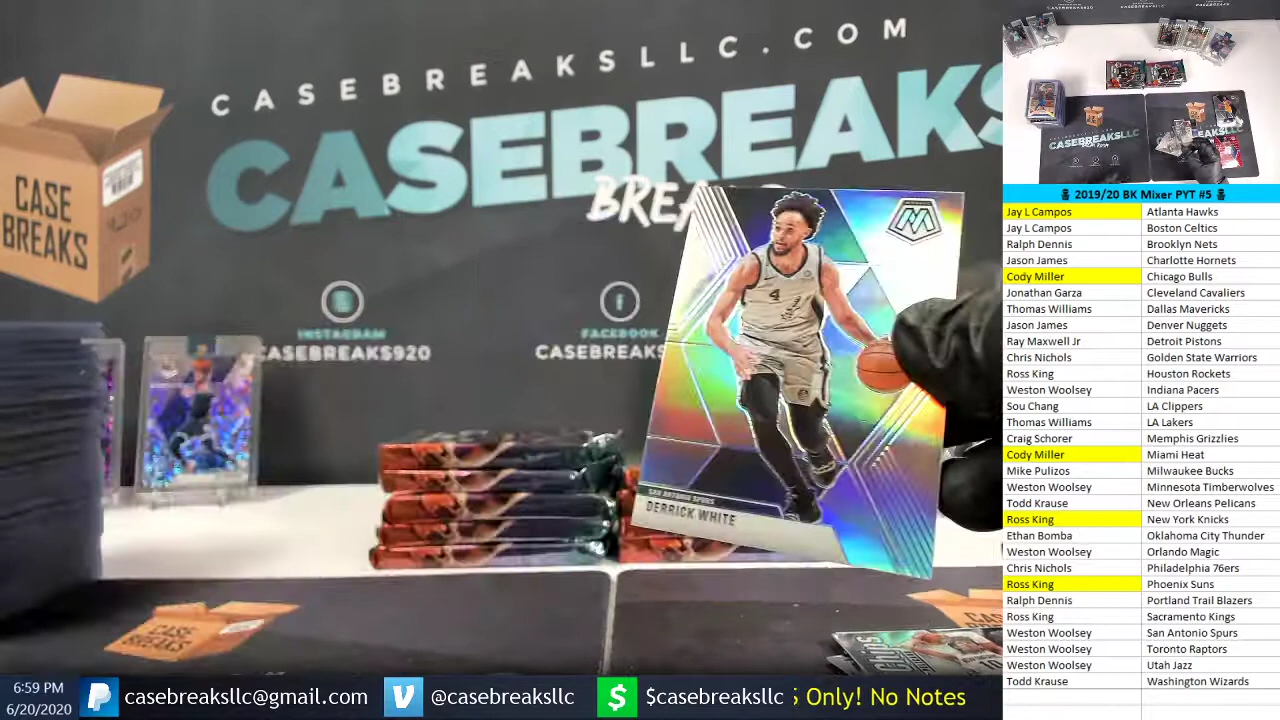 CASEBREAKSLLC.COM
CASEBREAKS
BREA
CASE
BREAKS
INSTAGRAM
CASEBREAKS920
FACEBOOK
CASEBREAKS
4
SAN ANTONIO SPURS
DERRICK WHITE
CASE
BREAKS
6:59 PM
6/20/2020
casebreaksllc@gmail.com
@casebreaksllc
$casebreaksllc
Only! No Notes
CASEBREAKSLLC
2019/20 BK Mixer PYT #5
Jay L Campos Atlanta Hawks
Jay L Campos Boston Celtics
Ralph Dennis Brooklyn Nets
Jason James Charlotte Hornets
Cody Miller Chicago Bulls
Jonathan Garza Cleveland Cavaliers
Thomas Williams Dallas Mavericks
Jason James Denver Nuggets
Ray Maxwell Jr Detroit Pistons
Chris Nichols Golden State Warriors
Ross King Houston Rockets
Weston Woolsey Indiana Pacers
Sou Chang LA Clippers
Thomas Williams LA Lakers
Craig Schorer Memphis Grizzlies
Cody Miller Miami Heat
Mike Pulizos Milwaukee Bucks
Weston Woolsey Minnesota Timberwolves
Todd Krause New Orleans Pelicans
Ross King New York Knicks
Ethan Bomba Oklahoma City Thunder
Weston Woolsey Orlando Magic
Chris Nichols Philadelphia 76ers
Ross King Phoenix Suns
Ralph Dennis Portland Trail Blazers
Ross King Sacramento Kings
Weston Woolsey San Antonio Spurs
Weston Woolsey Toronto Raptors
Weston Woolsey Utah Jazz
Todd Krause Washington Wizards